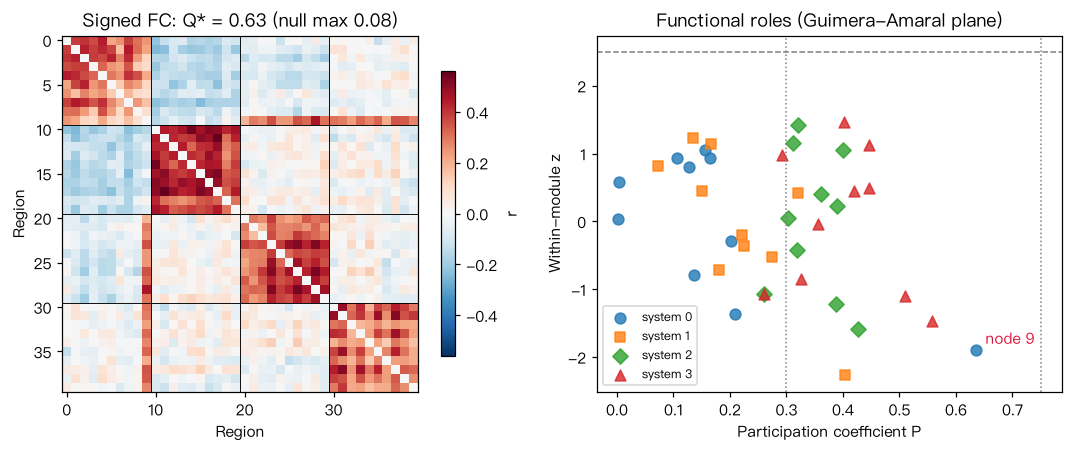 Signed FC: Q* = 0.63 (null max 0.08)
0
5
10
15
20
25
30
35
Region
0
10
20
30
Region
0.4
0.2
0.0
−0.2
−0.4
r
Functional roles (Guimera−Amaral plane)
2
1
0
−1
−2
Within−module z
system 0
system 1
system 2
system 3
node 9
0.0
0.1
0.2
0.3
0.4
0.5
0.6
0.7
Participation coefficient P